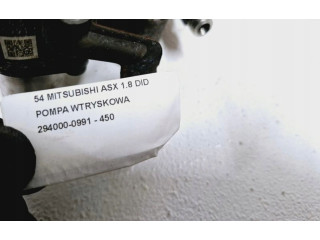 54 MITSUBISHI ASX 1.8 DID
POMPA WTRYSKOWA
294000-0991 - 450